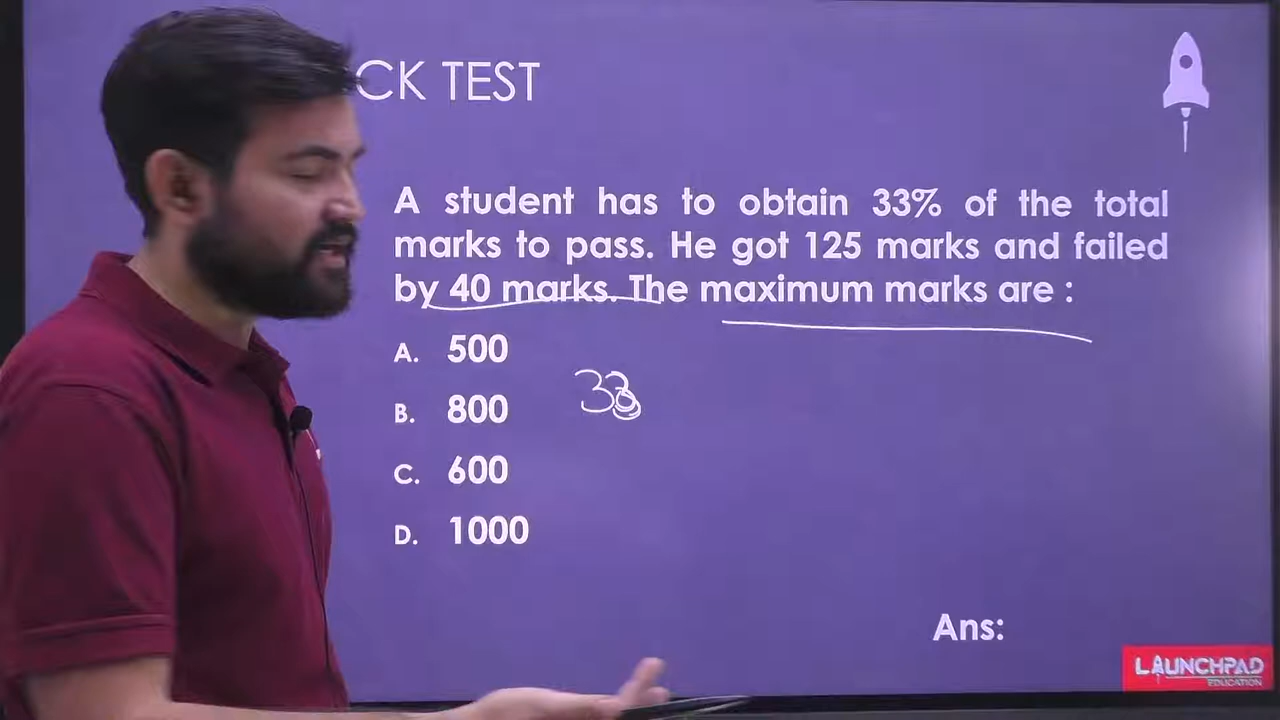 CK TEST
A student has to obtain 33% of the total
marks to pass. He got 125 marks and failed
by 40 marks. The maximum marks are :
A. 500
B. 800
C. 600
D. 1000
Ans:
LAUNCHPAD
EDUCATION